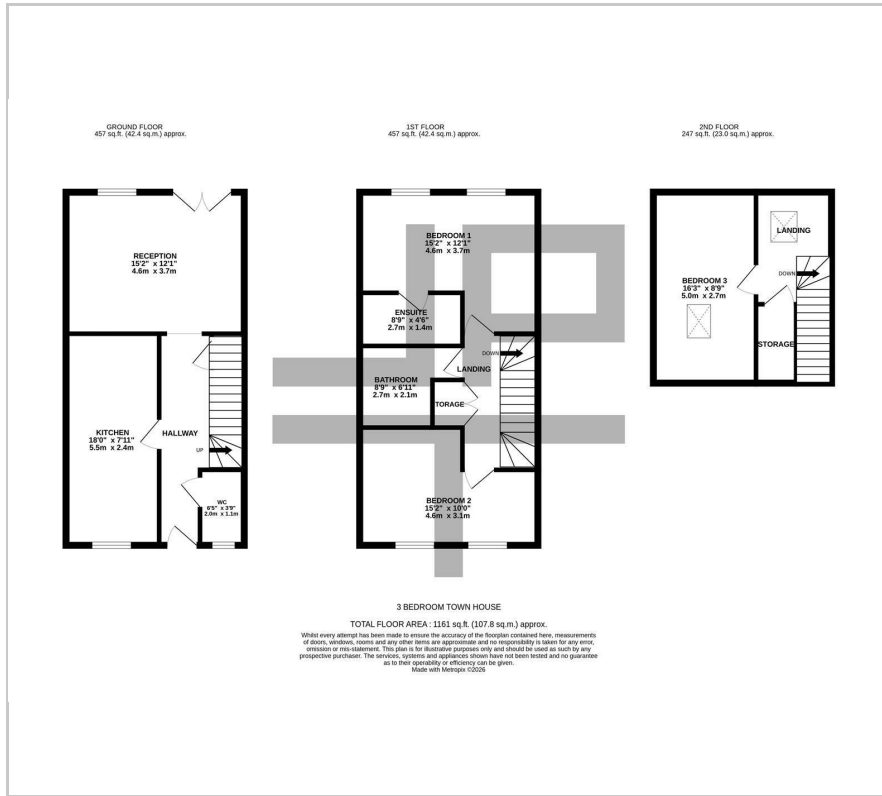 GROUND FLOOR
457 sq.ft. (42.4 sq.m.) approx.
RECEPTION
15'2" x 12'1"
4.6m x 3.7m
KITCHEN
18'0" x 7'11"
5.5m x 2.4m
HALLWAY
UP
WC
6'5" x 3'9"
2.0m x 1.1m
1ST FLOOR
457 sq.ft. (42.4 sq.m.) approx.
BEDROOM 1
15'2" x 12'1"
4.6m x 3.7m
ENSUITE
8'9" x 4'6"
2.7m x 1.4m
DOWN
LANDING
BATHROOM
8'9" x 6'11"
2.7m x 2.1m
TORAGE
BEDROOM 2
15'2" x 10'0"
4.6m x 3.1m
2ND FLOOR
247 sq.ft. (23.0 sq.m.) approx.
LANDING
DOWN
BEDROOM 3
16'3" x 8'9"
5.0m x 2.7m
STORAGE
3 BEDROOM TOWN HOUSE
TOTAL FLOOR AREA : 1161 sq.ft. (107.8 sq.m.) approx.
Whilst every attempt has been made to ensure the accuracy of the floorplan contained here, measurements
of doors, windows, rooms and any other items are approximate and no responsibility is taken for any error,
omission or mis-statement. This plan is for illustrative purposes only and should be used as such by any
prospective purchaser. The services, systems and appliances shown have not been tested and no guarantee
as to their operability or efficiency can be given.
Made with Metropix ©2026